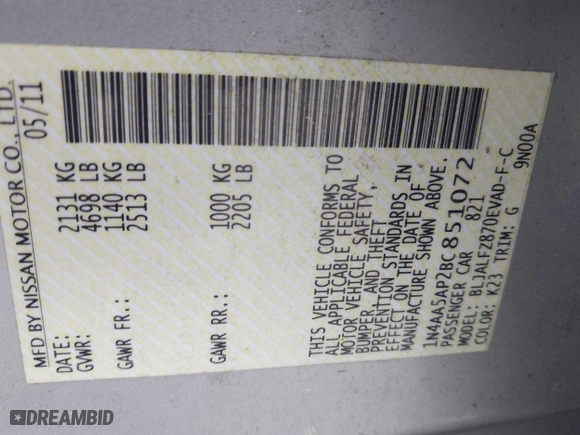 MFD BY NISSAN MOTOR CO., LTD.
DATE: 05/11
GVWR: 2131 KG
4698 LB
GAWR FR.: 1140 KG
2513 LB
GAWR RR.: 1000 KG
2205 LB
THIS VEHICLE CONFORMS TO
ALL APPLICABLE FEDERAL
MOTOR VEHICLE SAFETY,
BUMPER, AND THEFT
PREVENTION STANDARDS IN
EFFECT ON THE DATE OF
MANUFACTURE SHOWN ABOVE.
1N4AA5AP2BC851072
PASSENGER CAR 821
MODEL: BLJALFZ870EVAD-F-C
COLOR: K23 TRIM: G 9N00A
DREAMBID